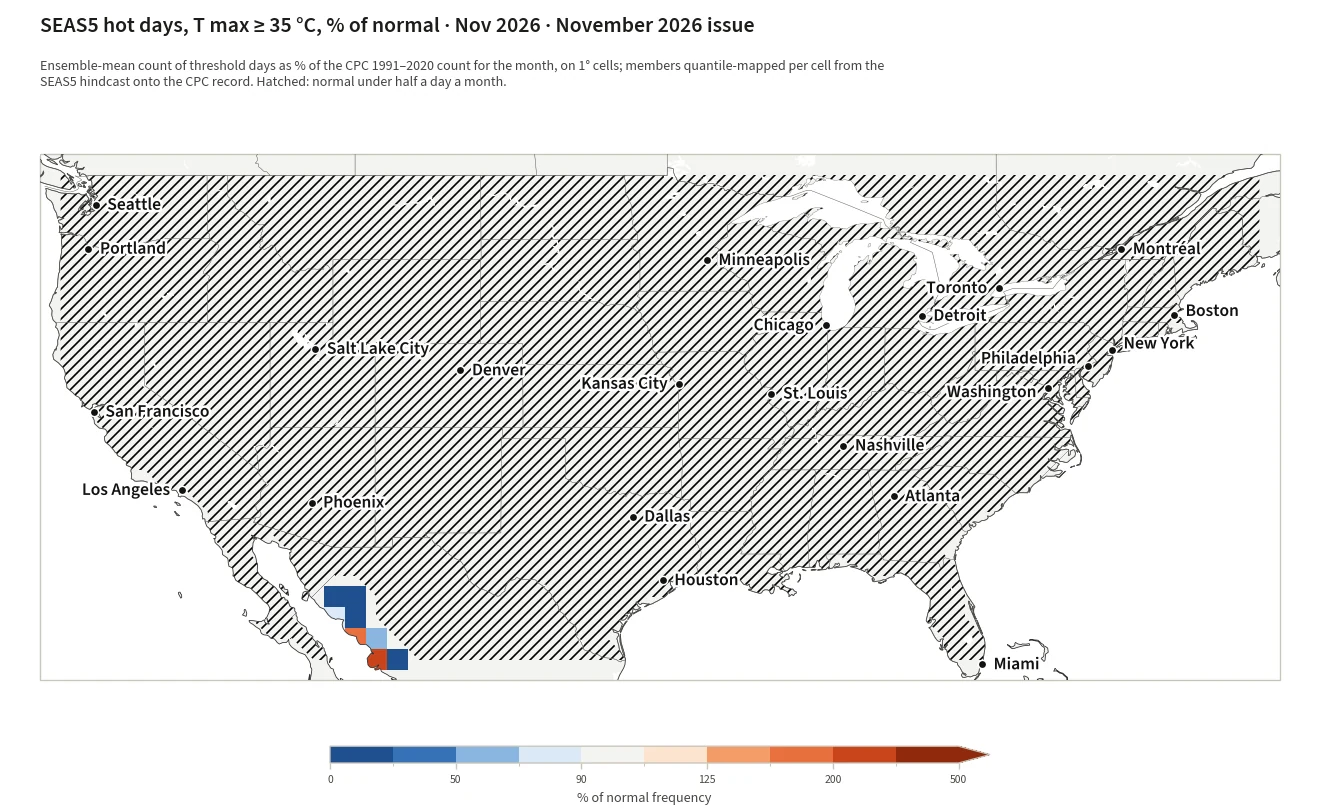 SEAS5 hot days, T max ≥ 35 °C, % of normal · Nov 2026 · November 2026 issue
Ensemble-mean count of threshold days as % of the CPC 1991–2020 count for the month, on 1° cells; members quantile-mapped per cell from the
SEAS5 hindcast onto the CPC record. Hatched: normal under half a day a month.
Seattle
Portland
Montréal
Minneapolis
Toronto
Boston
Detroit
Chicago
New York
Salt Lake City
Philadelphia
Denver
Kansas City
Washington
St. Louis
San Francisco
Nashville
Los Angeles
Phoenix
Atlanta
Dallas
Houston
Miami
0 50 90 125 200 500
% of normal frequency